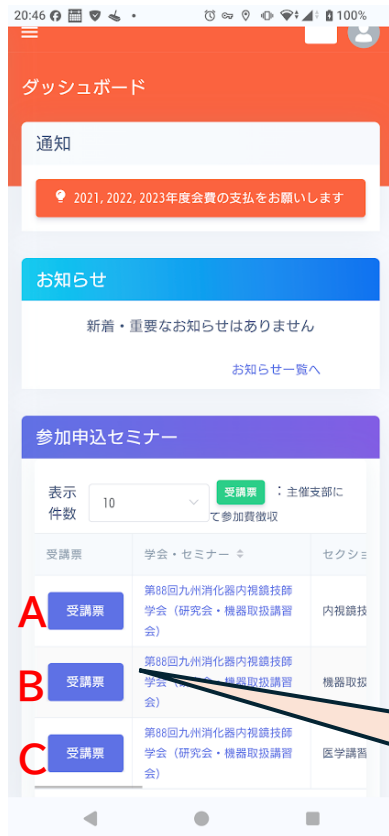 20:46 100%
ダッシュボード
通知
2021, 2022, 2023年度会費の支払をお願いします
お知らせ
新着・重要なお知らせはありません
お知らせ一覧へ
参加申込セミナー
表示件数 10 受講票 ：主催支部にて参加費徴収
受講票 学会・セミナー セクショ
A 受講票 第88回九州消化器内視鏡技師
学会（研究会・機器取扱講習
会） 内視鏡技
B 受講票 第88回九州消化器内視鏡技師
学会（研究会・機器取扱講習
会） 機器取扱
C 受講票 第88回九州消化器内視鏡技師
学会（研究会・機器取扱講習
会） 医学講習